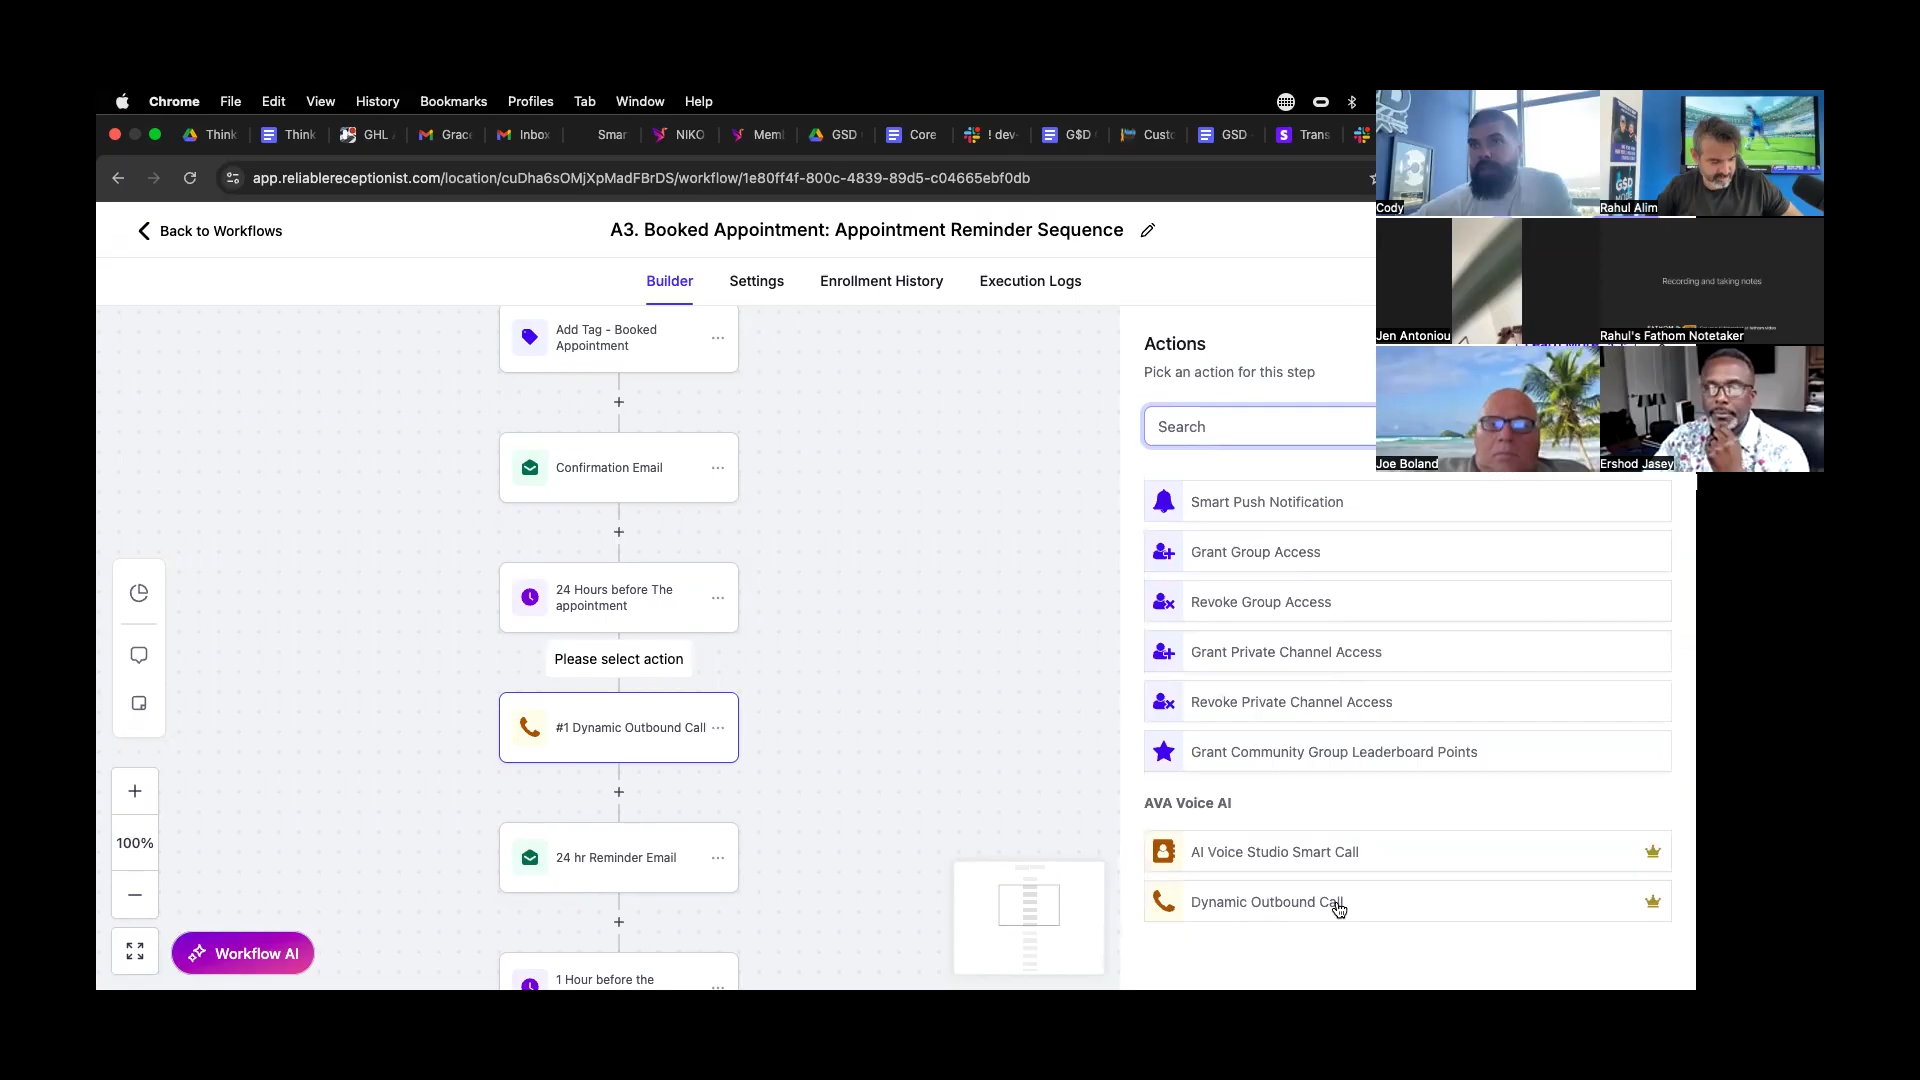 Chrome File Edit View History Bookmarks Profiles Tab Window Help
Think Think GHL Grac Inbox Smar NIKO Meml GSD Core ! dev- G$D Custo GSD Trans
app.reliablereceptionist.com/location/cuDha6sOMjXpMadFBrDS/workflow/1e80ff4f-800c-4839-89d5-c04665ebf0db
Back to Workflows
A3. Booked Appointment: Appointment Reminder Sequence
Builder Settings Enrollment History Execution Logs
Add Tag - Booked
Appointment
Confirmation Email
24 Hours before The
appointment
Please select action
#1 Dynamic Outbound Call
24 hr Reminder Email
1 Hour before the
100%
Workflow AI
Actions
Pick an action for this step
Search
Smart Push Notification
Grant Group Access
Revoke Group Access
Grant Private Channel Access
Revoke Private Channel Access
Grant Community Group Leaderboard Points
AVA Voice AI
AI Voice Studio Smart Call
Dynamic Outbound Call
Cody
Rahul Alim
G$D
MODE
Jen Antoniou
Recording and taking notes
Rahul's Fathom Notetaker
Joe Boland
Ershod Jasey